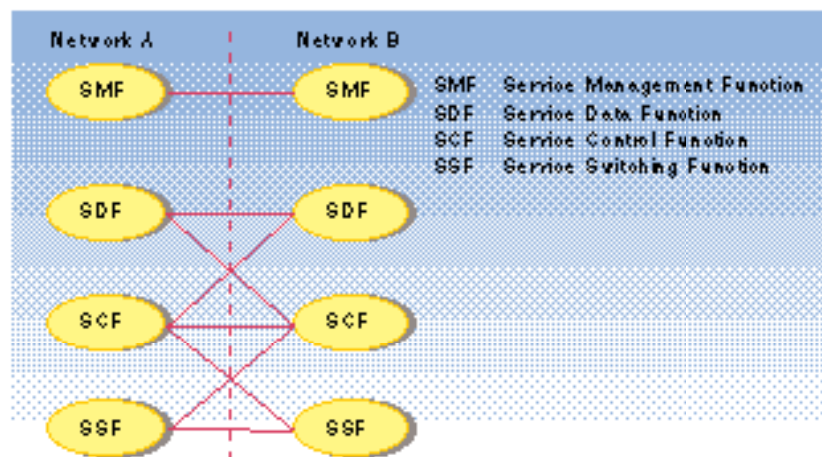 Network A
Network B
SMF
SMF
SMF Service Management Function
SDF Service Data Function
SCF Service Control Function
SSF Service Switching Function
SDF
SDF
SCF
SCF
SSF
SSF